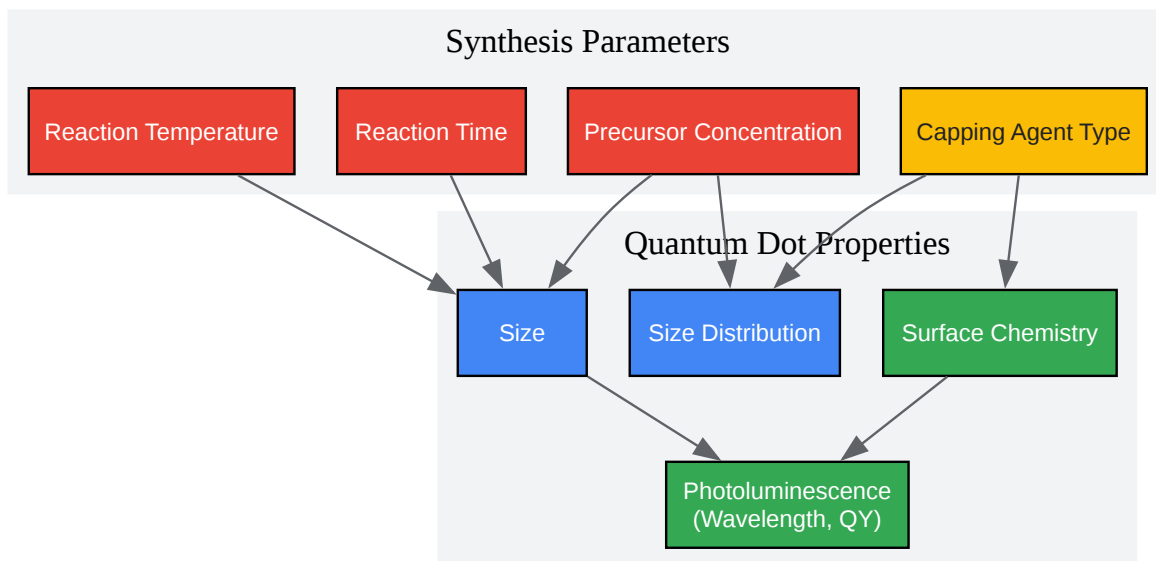 Synthesis Parameters
Reaction Temperature
Reaction Time
Precursor Concentration
Capping Agent Type
Quantum Dot Properties
Size
Size Distribution
Surface Chemistry
Photoluminescence
(Wavelength, QY)